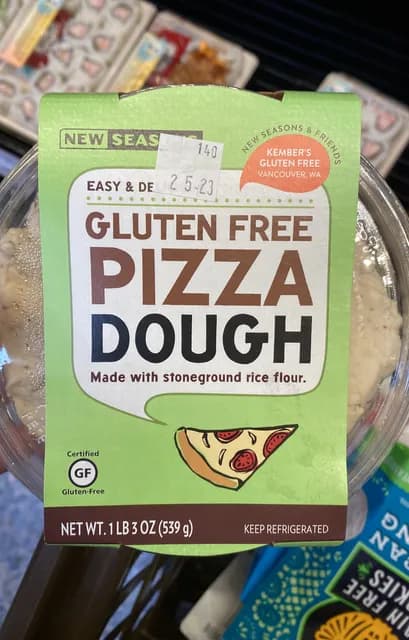 NEW SEAS
140
2 5-23
NEW SEASONS & FRIENDS
KEMBER'S
GLUTEN FREE
VANCOUVER, WA
EASY & DE
GLUTEN FREE
PIZZA
DOUGH
Made with stoneground rice flour.
Certified
GF
Gluten-Free
NET WT. 1 LB 3 OZ (539 g)
KEEP REFRIGERATED
FREE